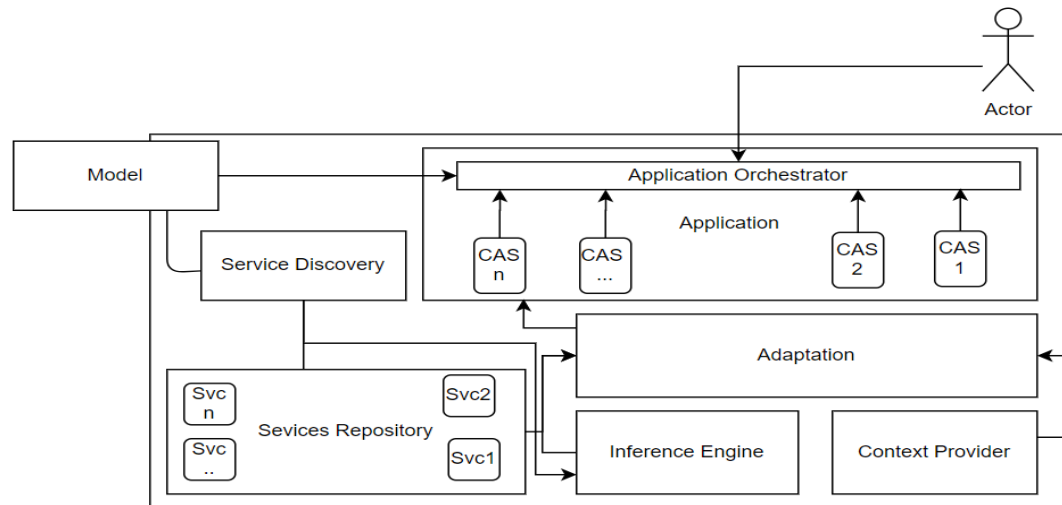 Actor
Model
Application Orchestrator
Application
CAS
n
CAS
...
CAS
2
CAS
1
Service Discovery
Adaptation
Svc
n
Svc2
Sevices Repository
Svc
..
Svc1
Inference Engine
Context Provider